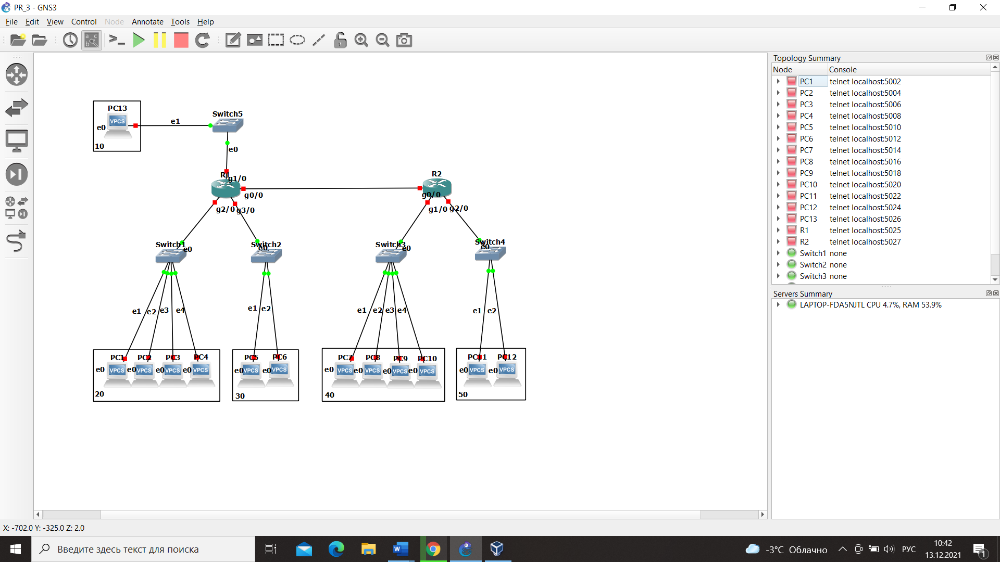 PR_3 - GNS3
File Edit View Control Node Annotate Tools Help
Topology Summary
Node Console
PC1 telnet localhost:5002
PC2 telnet localhost:5004
PC3 telnet localhost:5006
PC4 telnet localhost:5008
PC5 telnet localhost:5010
PC6 telnet localhost:5012
PC7 telnet localhost:5014
PC8 telnet localhost:5016
PC9 telnet localhost:5018
PC10 telnet localhost:5020
PC11 telnet localhost:5022
PC12 telnet localhost:5024
PC13 telnet localhost:5026
R1 telnet localhost:5025
R2 telnet localhost:5027
Switch1 none
Switch2 none
Switch3 none
Servers Summary
LAPTOP-FDA5NJTL CPU 4.7%, RAM 53.9%
PC13
VPCS
e0
10
e1
Switch5
e0
R1
g1/0
g0/0
g2/0 g3/0
R2
g0/0
g1/0 g2/0
Switch1 e0
Switch2 e0
Switch3 e0
Switch4 e0
e1 e2 e3 e4
e1 e2
e1 e2 e3 e4
e1 e2
PC1 PC2 PC3 PC4
e0 VPCS e0 VPCS e0 VPCS e0 VPCS
20
PC5 PC6
e0 VPCS e0 VPCS
30
PC7 PC8 PC9 PC10
e0 VPCS e0 VPCS e0 VPCS e0 VPCS
40
PC11 PC12
e0 VPCS e0 VPCS
50
X: -702.0 Y: -325.0 Z: 2.0
Введите здесь текст для поиска
-3°C Облачно
РУС
10:42
13.12.2021
1